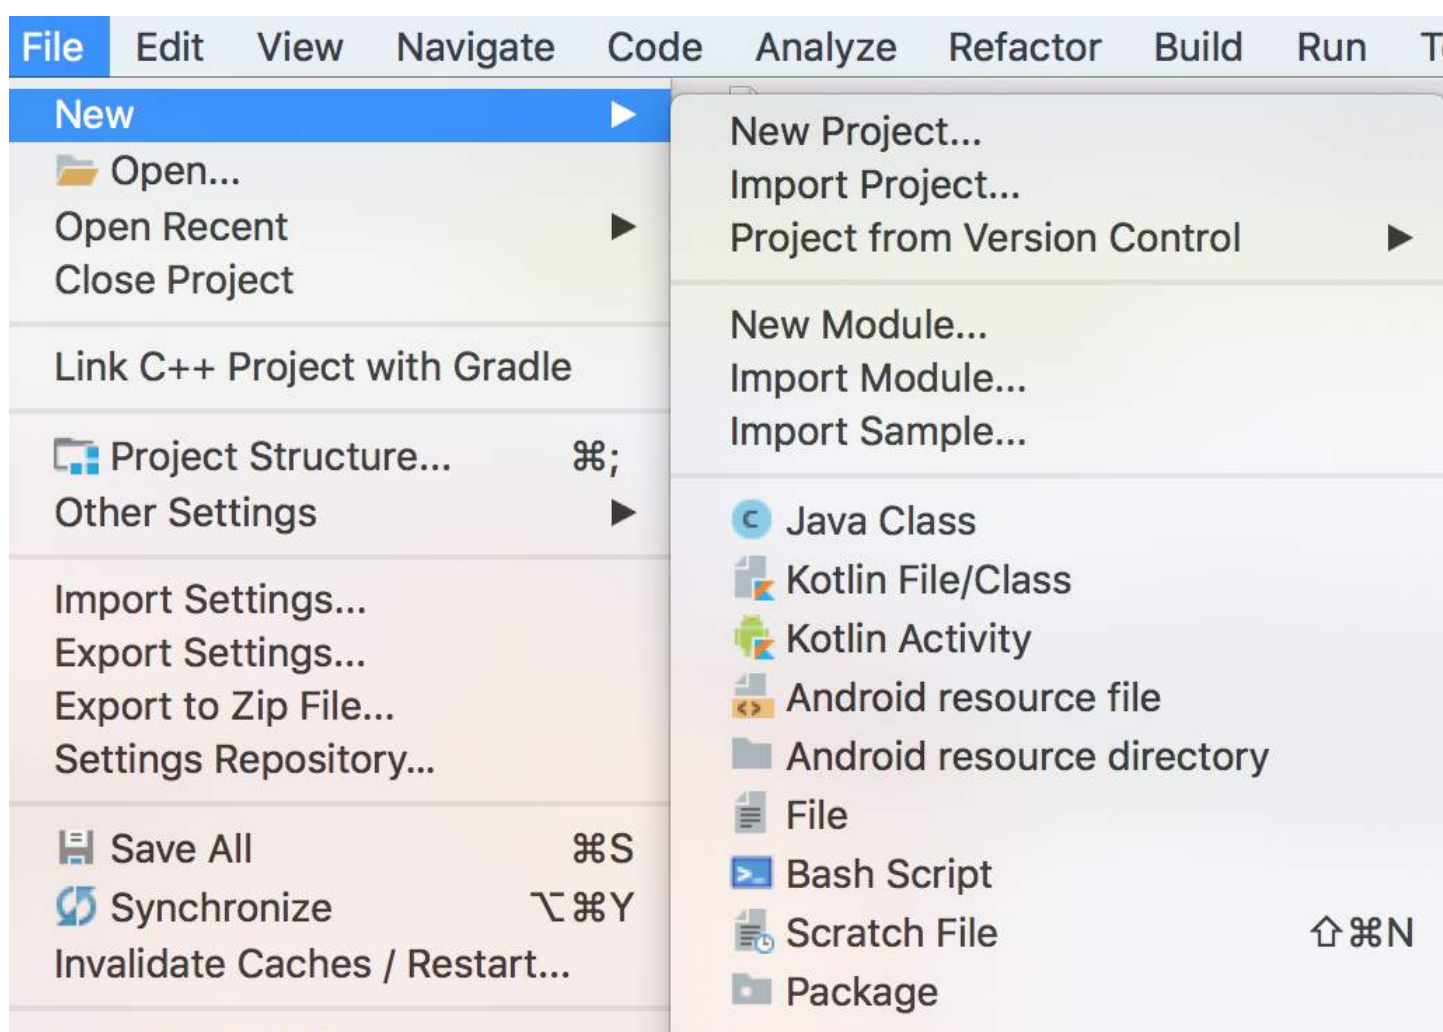 File Edit View Navigate Code Analyze Refactor Build Run
New
Open...
Open Recent
Close Project
Link C++ Project with Gradle
Project Structure... ⌘;
Other Settings
Import Settings...
Export Settings...
Export to Zip File...
Settings Repository...
Save All ⌘S
Synchronize ⌥⌘Y
Invalidate Caches / Restart...
New Project...
Import Project...
Project from Version Control
New Module...
Import Module...
Import Sample...
Java Class
Kotlin File/Class
Kotlin Activity
Android resource file
Android resource directory
File
Bash Script
Scratch File ⇧⌘N
Package